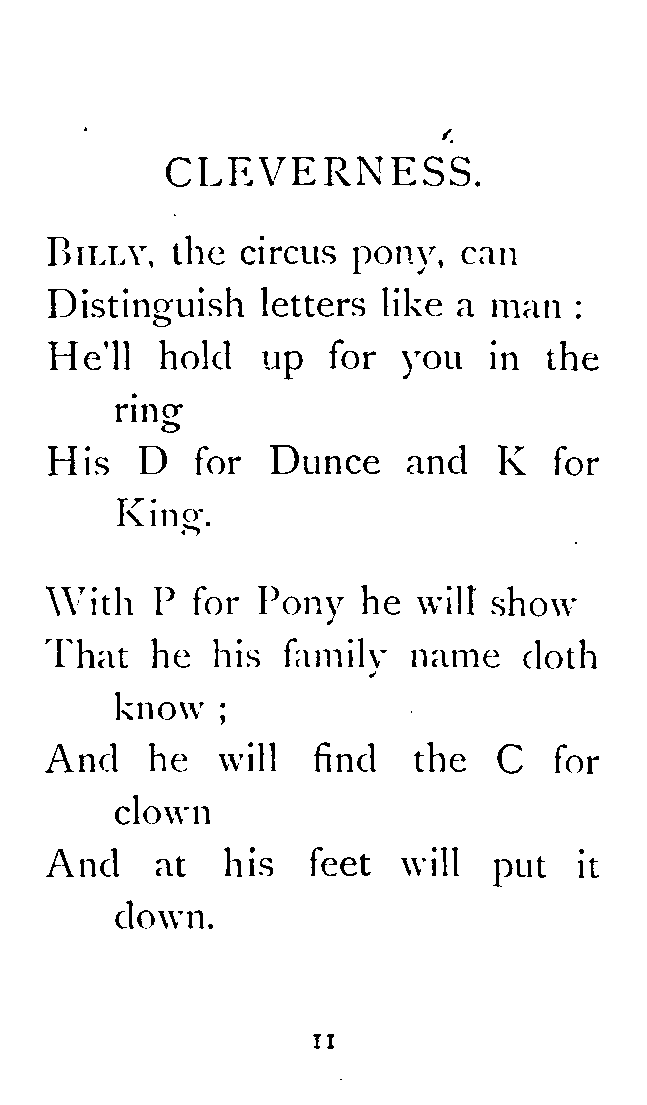 CLEVERNESS.
BILLY, the circus pony, can
Distinguish letters like a man :
He'll hold up for you in the
ring
His D for Dunce and K for
King.
With P for Pony he will show
That he his family name doth
know ;
And he will find the C for
clown
And at his feet will put it
down.
11